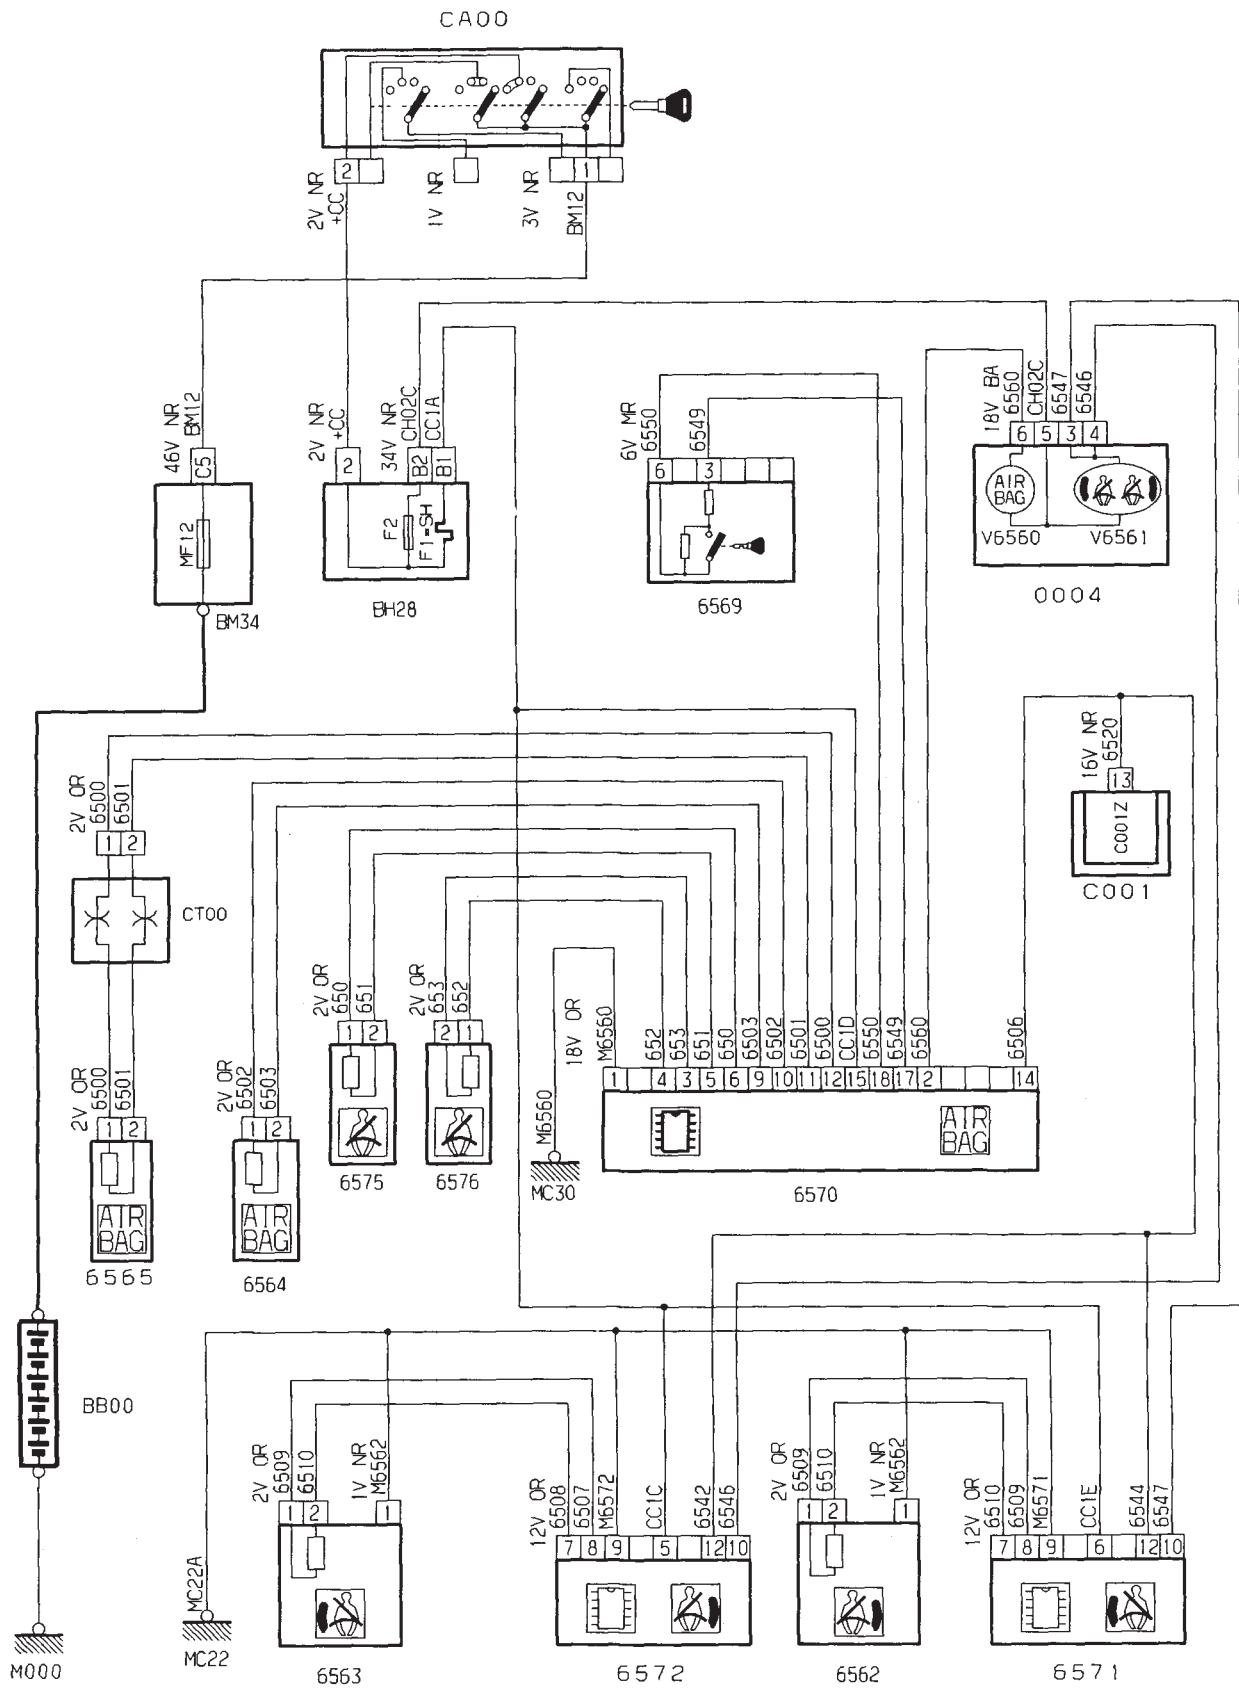 CA00
2
1
2V NR
+CC
1V NR
3V NR
BM12
46V NR
BM12
2V NR
+CC
34V NR
CH02C
CC1A
6V MR
6550
6549
18V BA
6560
CH02C
6547
6546
C5
2
B2
B1
6
3
6
5
3
4
MF12
F2
F1-SH
AIR
BAG
V6560
V6561
BM34
BH28
6569
0004
16V NR
6520
13
C001Z
C001
2V OR
6500
6501
1
2
CT00
2V OR
650
651
2V OR
653
652
18V OR
M6560
652
653
651
650
6503
6502
6501
6500
CC1D
6550
6549
6560
6506
1
2
2
1
1
4
3
5
6
9
10
11
12
15
18
17
2
14
2V OR
6500
6501
2V OR
6502
6503
1
2
1
2
M6560
MC30
AIR
BAG
6575
6576
6570
AIR
BAG
AIR
BAG
6565
6564
BB00
2V OR
6509
6510
1V NR
M6562
12V OR
6508
6507
M6572
CC1C
6542
6546
2V OR
6509
6510
1V NR
M6562
12V OR
6510
6509
M6571
CC1E
6544
6547
1
2
1
7
8
9
5
12
10
1
2
1
7
8
9
6
12
10
MC22A
M000
MC22
6563
6572
6562
6571